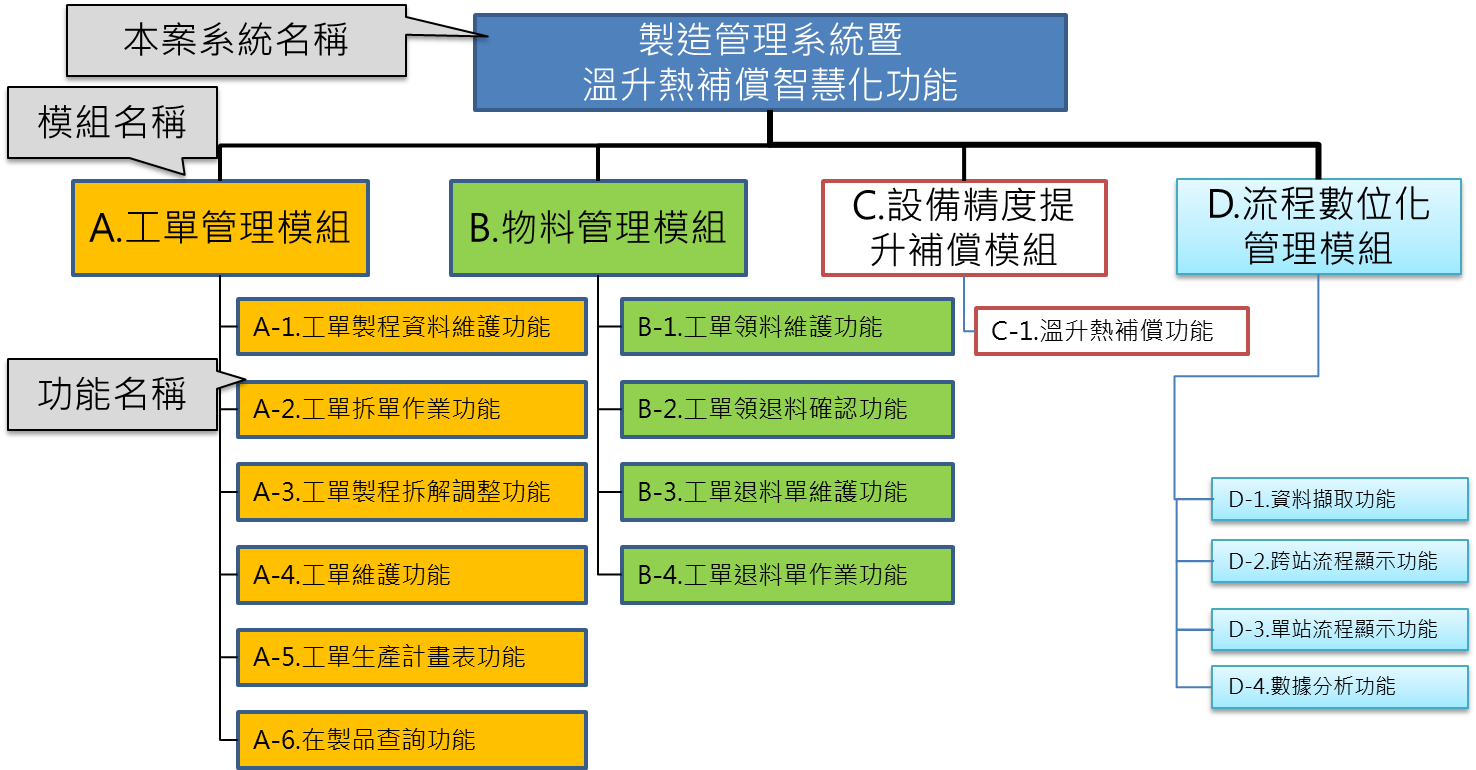 本案系統名稱
製造管理系統暨
溫升熱補償智慧化功能
模組名稱
A.工單管理模組
B.物料管理模組
C.設備精度提
升補償模組
D.流程數位化
管理模組
功能名稱
A-1.工單製程資料維護功能
A-2.工單拆單作業功能
A-3.工單製程拆解調整功能
A-4.工單維護功能
A-5.工單生產計畫表功能
A-6.在製品查詢功能
B-1.工單領料維護功能
B-2.工單領退料確認功能
B-3.工單退料單維護功能
B-4.工單退料單作業功能
C-1.溫升熱補償功能
D-1.資料擷取功能
D-2.跨站流程顯示功能
D-3.單站流程顯示功能
D-4.數據分析功能